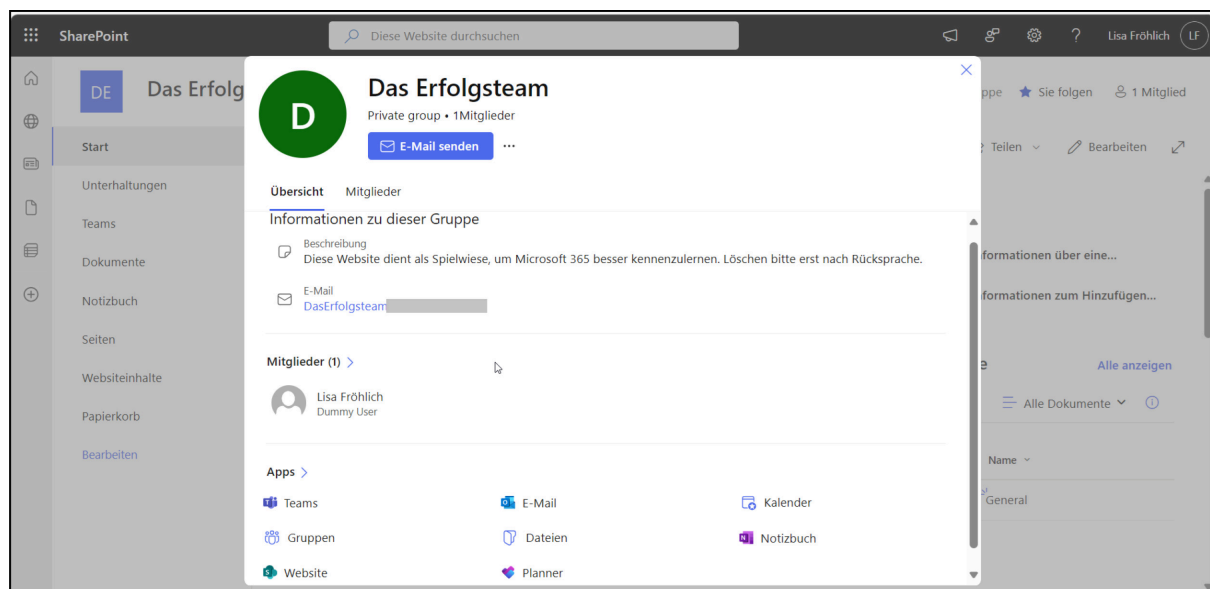 SharePoint
Diese Website durchsuchen
Lisa Fröhlich
LF
DE
Das Erfolg
ppe
Sie folgen
1 Mitglied
Teilen
Bearbeiten
Start
Unterhaltungen
Teams
Dokumente
Notizbuch
Seiten
Websiteinhalte
Papierkorb
Bearbeiten
D
Das Erfolgsteam
Private group • 1Mitglieder
E-Mail senden
Übersicht
Mitglieder
Informationen zu dieser Gruppe
Beschreibung
Diese Website dient als Spielwiese, um Microsoft 365 besser kennenzulernen. Löschen bitte erst nach Rücksprache.
E-Mail
DasErfolgsteam
Mitglieder (1)
Lisa Fröhlich
Dummy User
Apps
Teams
E-Mail
Kalender
Gruppen
Dateien
Notizbuch
Website
Planner
formationen über eine...
formationen zum Hinzufügen...
e
Alle anzeigen
Alle Dokumente
Name
General